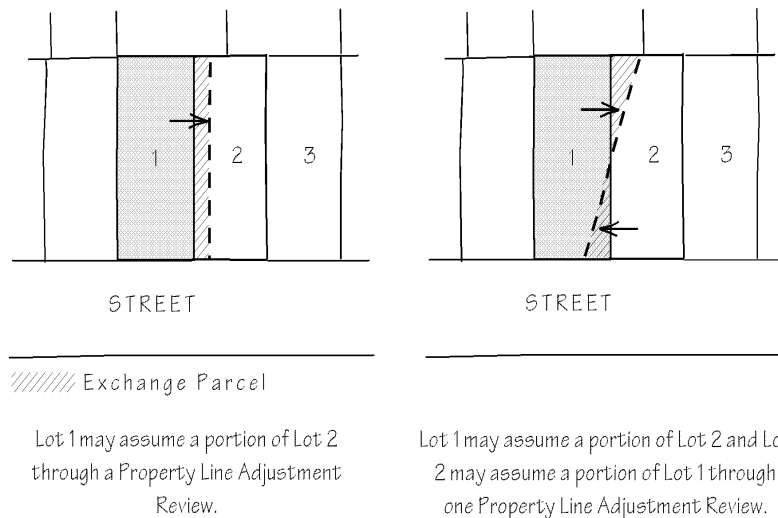 1 2 3
1 2 3
STREET
STREET
Exchange Parcel
Lot 1 may assume a portion of Lot 2
through a Property Line Adjustment
Review.
Lot 1 may assume a portion of Lot 2 and
2 may assume a portion of Lot 1 through
one Property Line Adjustment Review.